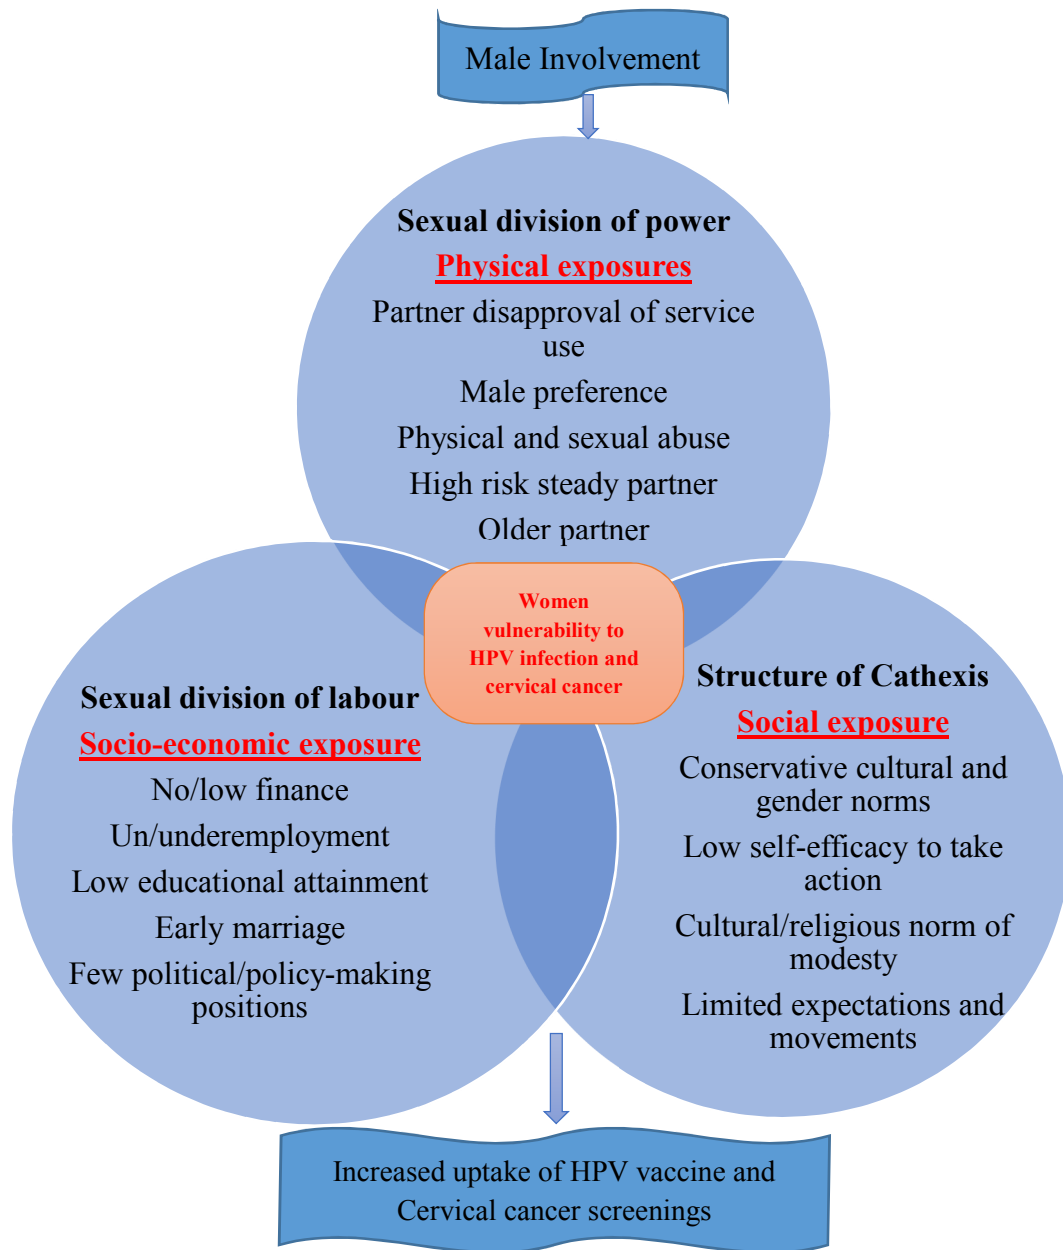 Male Involvement
Sexual division of power
Physical exposures
Partner disapproval of service
use
Male preference
Physical and sexual abuse
High risk steady partner
Older partner
Women
vulnerability to
HPV infection and
cervical cancer
Sexual division of labour
Socio-economic exposure
No/low finance
Un/underemployment
Low educational attainment
Early marriage
Few political/policy-making
positions
Structure of Cathexis
Social exposure
Conservative cultural and
gender norms
Low self-efficacy to take
action
Cultural/religious norm of
modesty
Limited expectations and
movements
Increased uptake of HPV vaccine and
Cervical cancer screenings